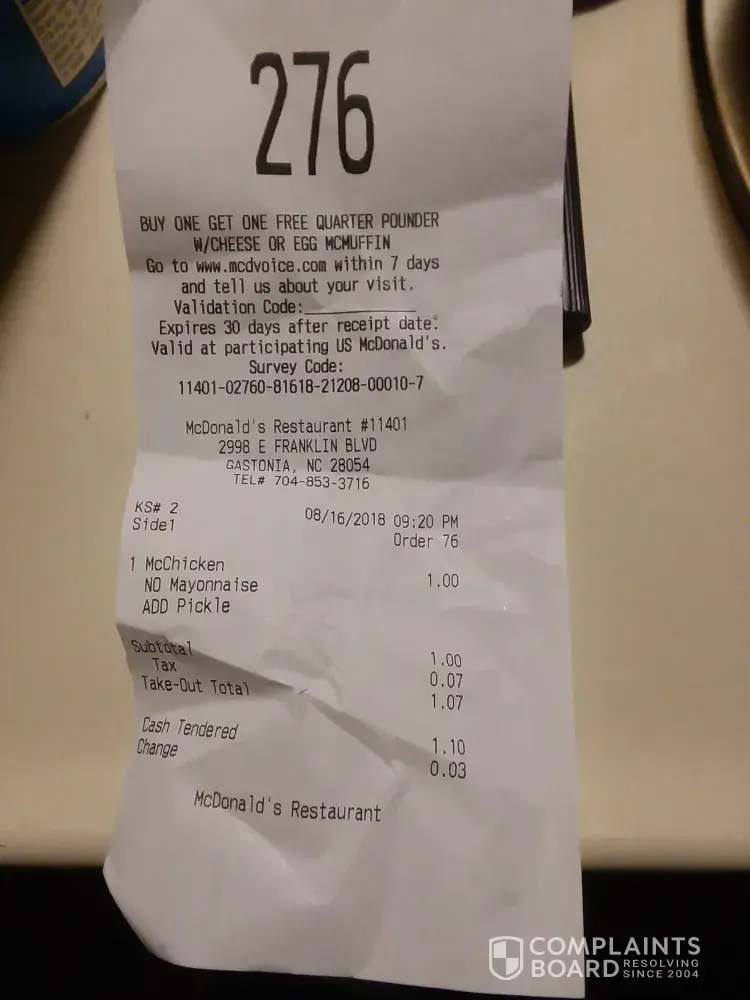 276
BUY ONE GET ONE FREE QUARTER POUNDER
W/CHEESE OR EGG MCMUFFIN
Go to www.mcdvoice.com within 7 days
and tell us about your visit.
Validation Code:____________
Expires 30 days after receipt date.
Valid at participating US McDonald's.
Survey Code:
11401-02760-81618-21208-00010-7
McDonald's Restaurant #11401
2998 E FRANKLIN BLVD
GASTONIA, NC 28054
TEL# 704-853-3716
KS# 2 08/16/2018 09:20 PM
Side1 Order 76
1 McChicken 1.00
NO Mayonnaise
ADD Pickle
Subtotal 1.00
Tax 0.07
Take-Out Total 1.07
Cash Tendered 1.10
Change 0.03
McDonald's Restaurant
COMPLAINTS
BOARD RESOLVING
SINCE 2004